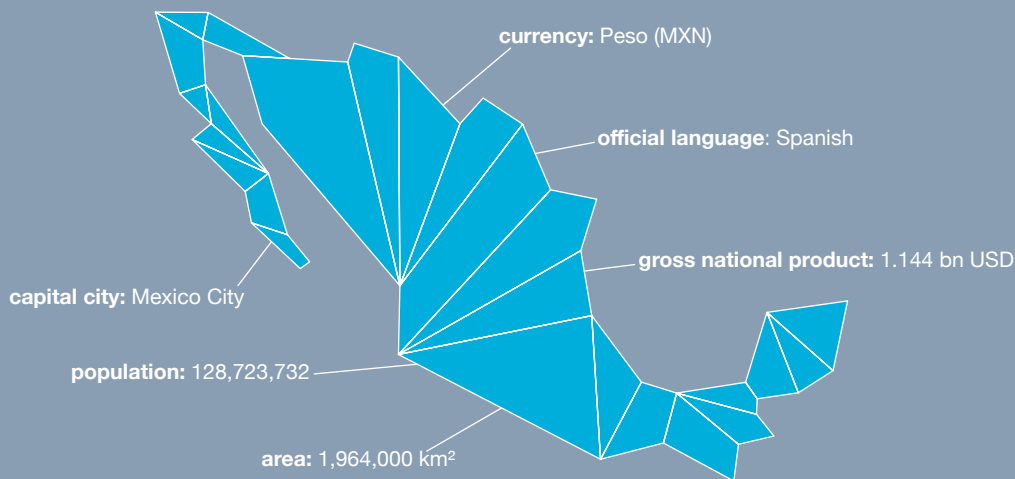 currency: Peso (MXN)
official language: Spanish
gross national product: 1.144 bn USD
capital city: Mexico City
population: 128,723,732
area: 1,964,000 km²